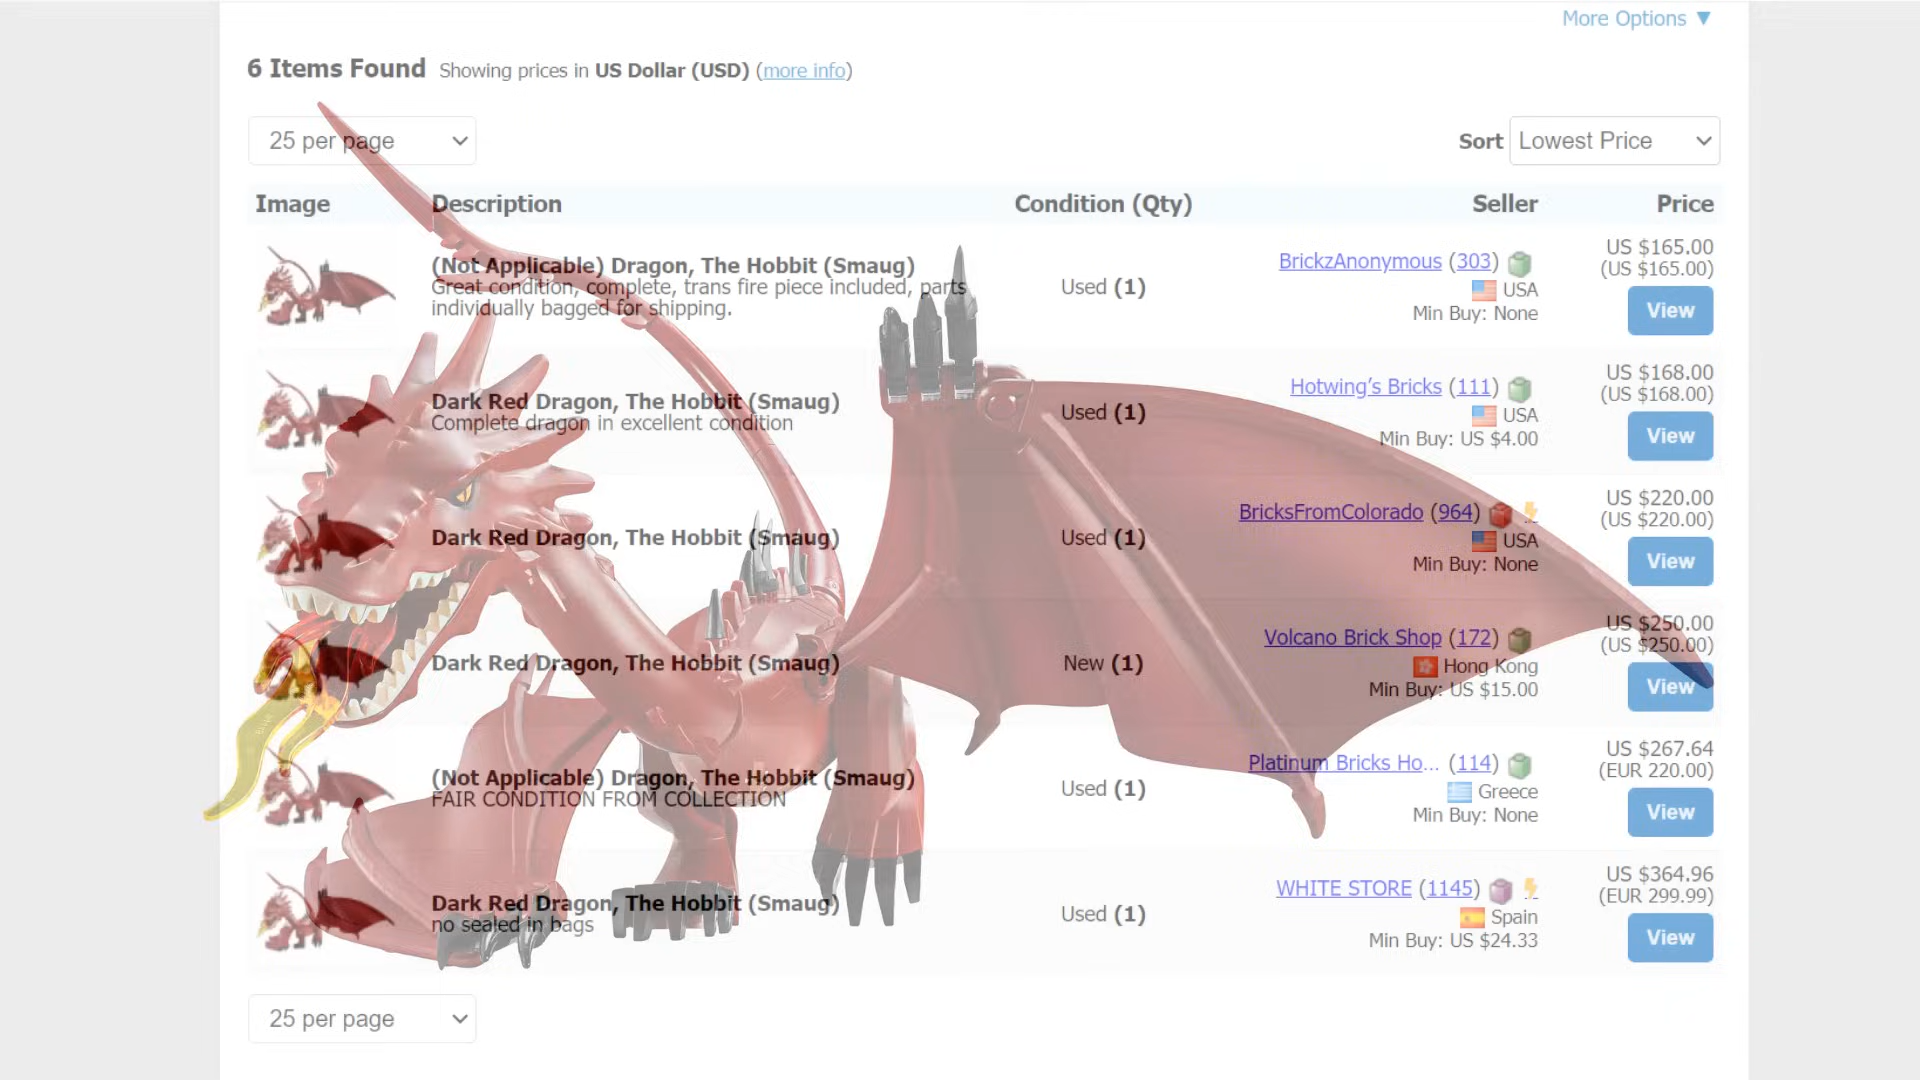 More Options ▼
6 Items Found Showing prices in US Dollar (USD) (more info)
25 per page
Sort Lowest Price
Image Description Condition (Qty) Seller Price
(Not Applicable) Dragon, The Hobbit (Smaug)
Great condition, complete, trans fire piece included, parts
individually bagged for shipping.
Used (1)
BrickzAnonymous (303)
USA
Min Buy: None
US $165.00
(US $165.00)
View
Dark Red Dragon, The Hobbit (Smaug)
Complete dragon in excellent condition
Used (1)
Hotwing's Bricks (111)
USA
Min Buy: US $4.00
US $168.00
(US $168.00)
View
Dark Red Dragon, The Hobbit (Smaug)
Used (1)
BricksFromColorado (964)
USA
Min Buy: None
US $220.00
(US $220.00)
View
Dark Red Dragon, The Hobbit (Smaug)
New (1)
Volcano Brick Shop (172)
Hong Kong
Min Buy: US $15.00
US $250.00
(US $250.00)
View
(Not Applicable) Dragon, The Hobbit (Smaug)
FAIR CONDITION FROM COLLECTION
Used (1)
Platinum Bricks Ho... (114)
Greece
Min Buy: None
US $267.64
(EUR 220.00)
View
Dark Red Dragon, The Hobbit (Smaug)
no sealed in bags
Used (1)
WHITE STORE (1145)
Spain
Min Buy: US $24.33
US $364.96
(EUR 299.99)
View
25 per page